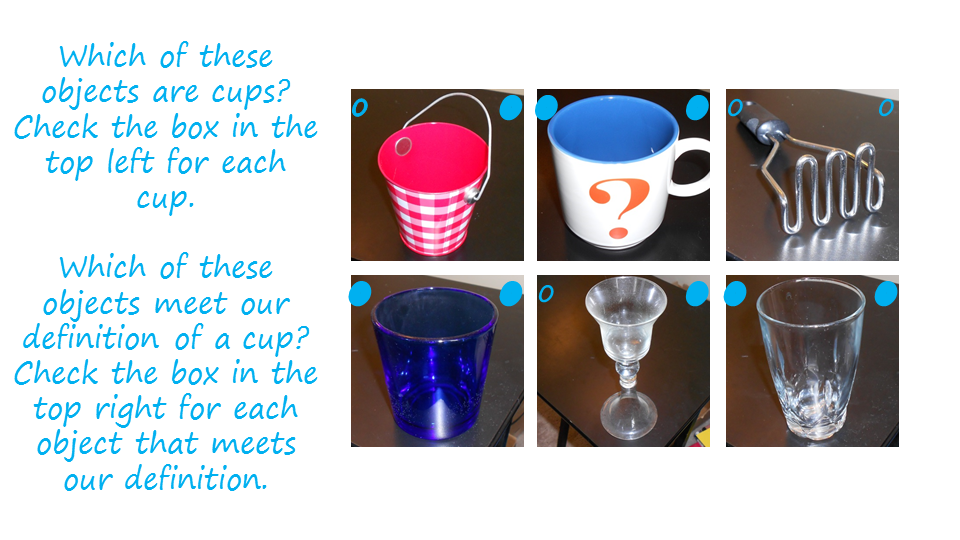 Which of these
objects are cups?
Check the box in the
top left for each
cup.
Which of these
objects meet our
definition of a cup?
Check the box in the
top right for each
object that meets
our definition.
?